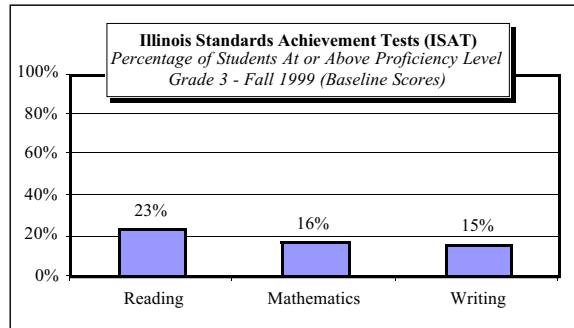 Illinois Standards Achievement Tests (ISAT)
Percentage of Students At or Above Proficiency Level
Grade 3 - Fall 1999 (Baseline Scores)
100%
80%
60%
40%
20%
0%
23%
16%
15%
Reading
Mathematics
Writing